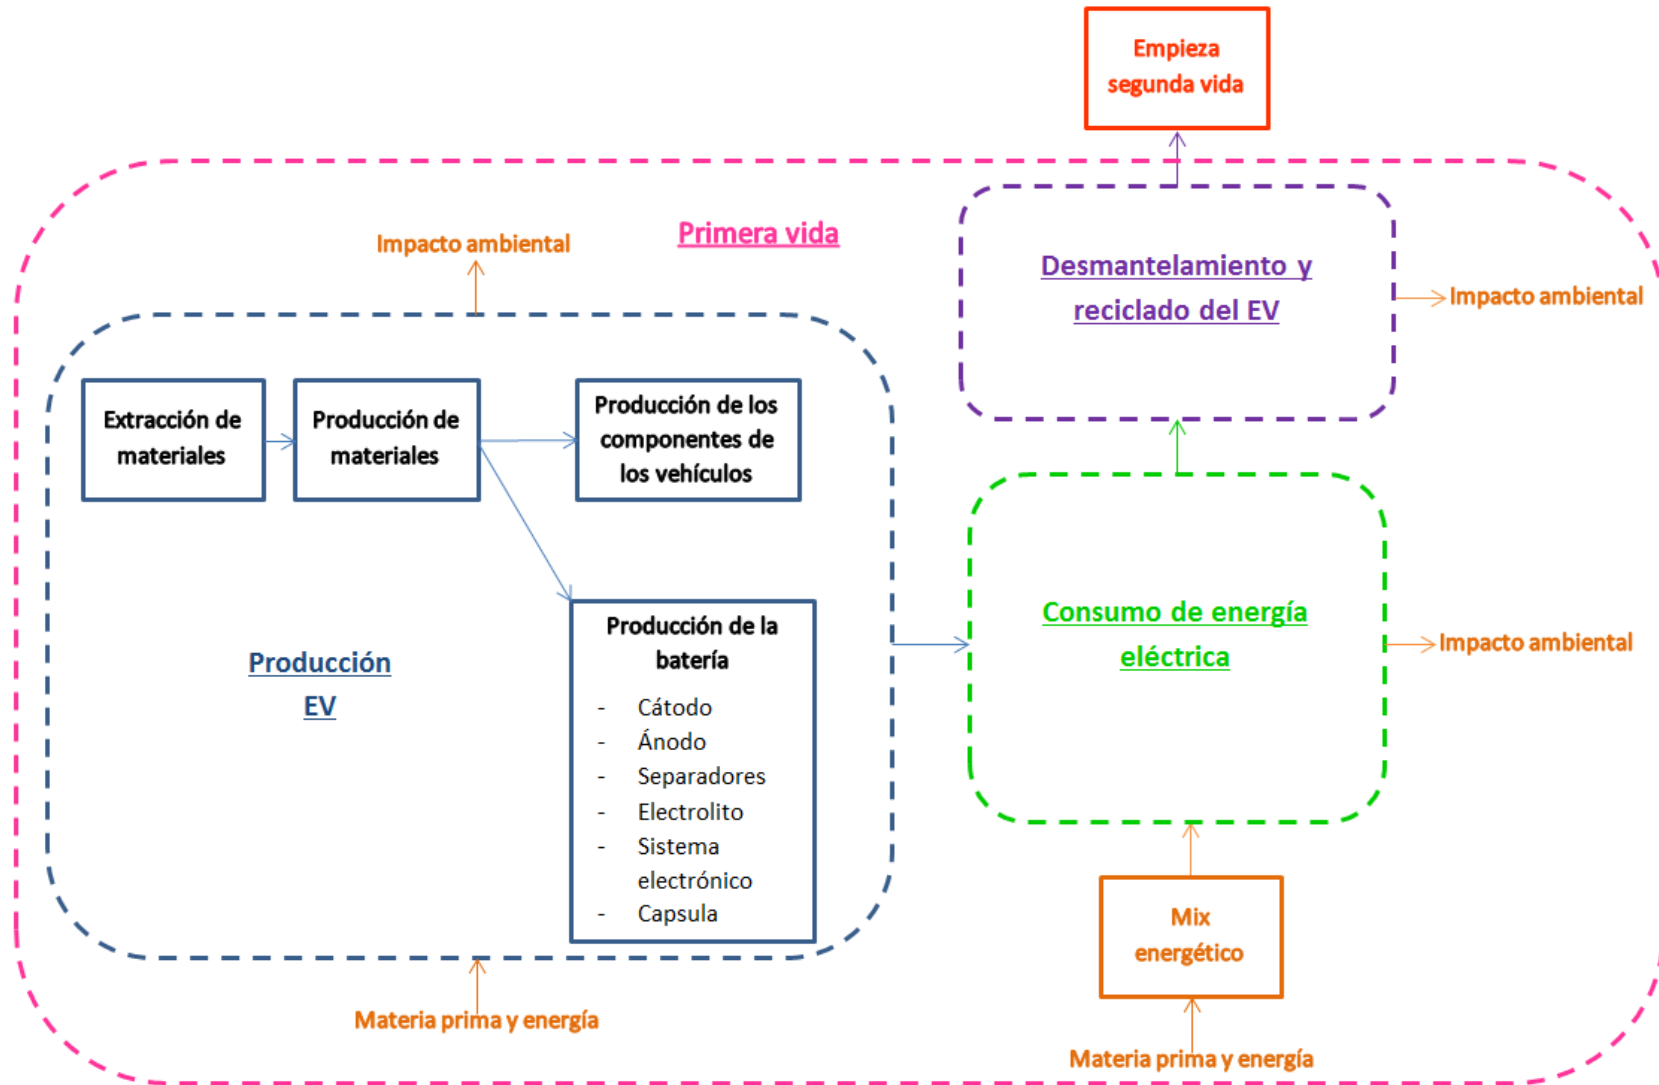 Empieza
segunda vida
Primera vida
Impacto ambiental
Desmantelamiento y
reciclado del EV
Impacto ambiental
Extracción de
materiales
Producción de
materiales
Producción de los
componentes de
los vehículos
Producción
EV
Producción de la
batería
- Cátodo
- Ánodo
- Separadores
- Electrolito
- Sistema
electrónico
- Capsula
Consumo de energía
eléctrica
Impacto ambiental
Mix
energético
Materia prima y energía
Materia prima y energía